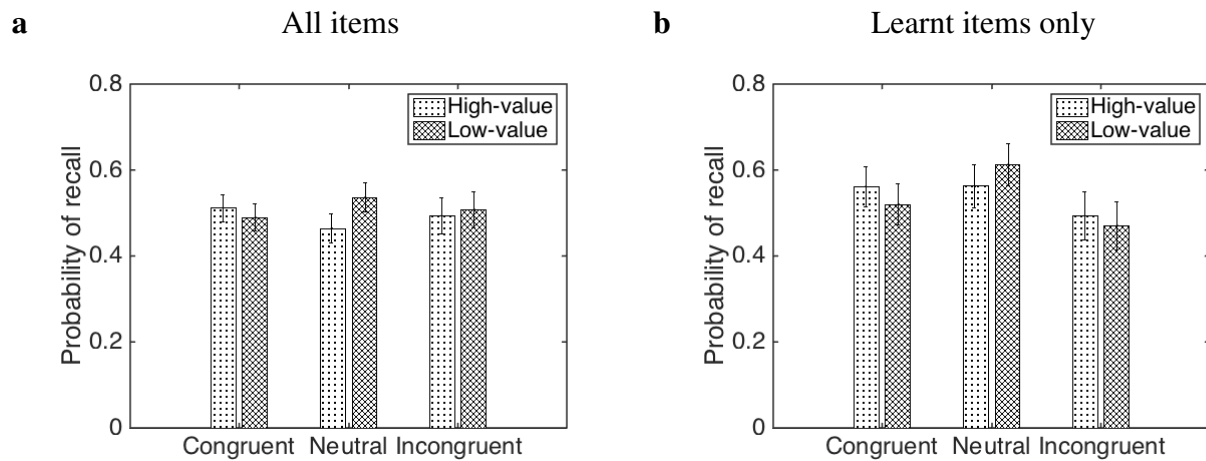 a All items
Probability of recall
0.8
0.6
0.4
0.2
0
High-value
Low-value
Congruent Neutral Incongruent
b Learnt items only
Probability of recall
0.8
0.6
0.4
0.2
0
High-value
Low-value
Congruent Neutral Incongruent